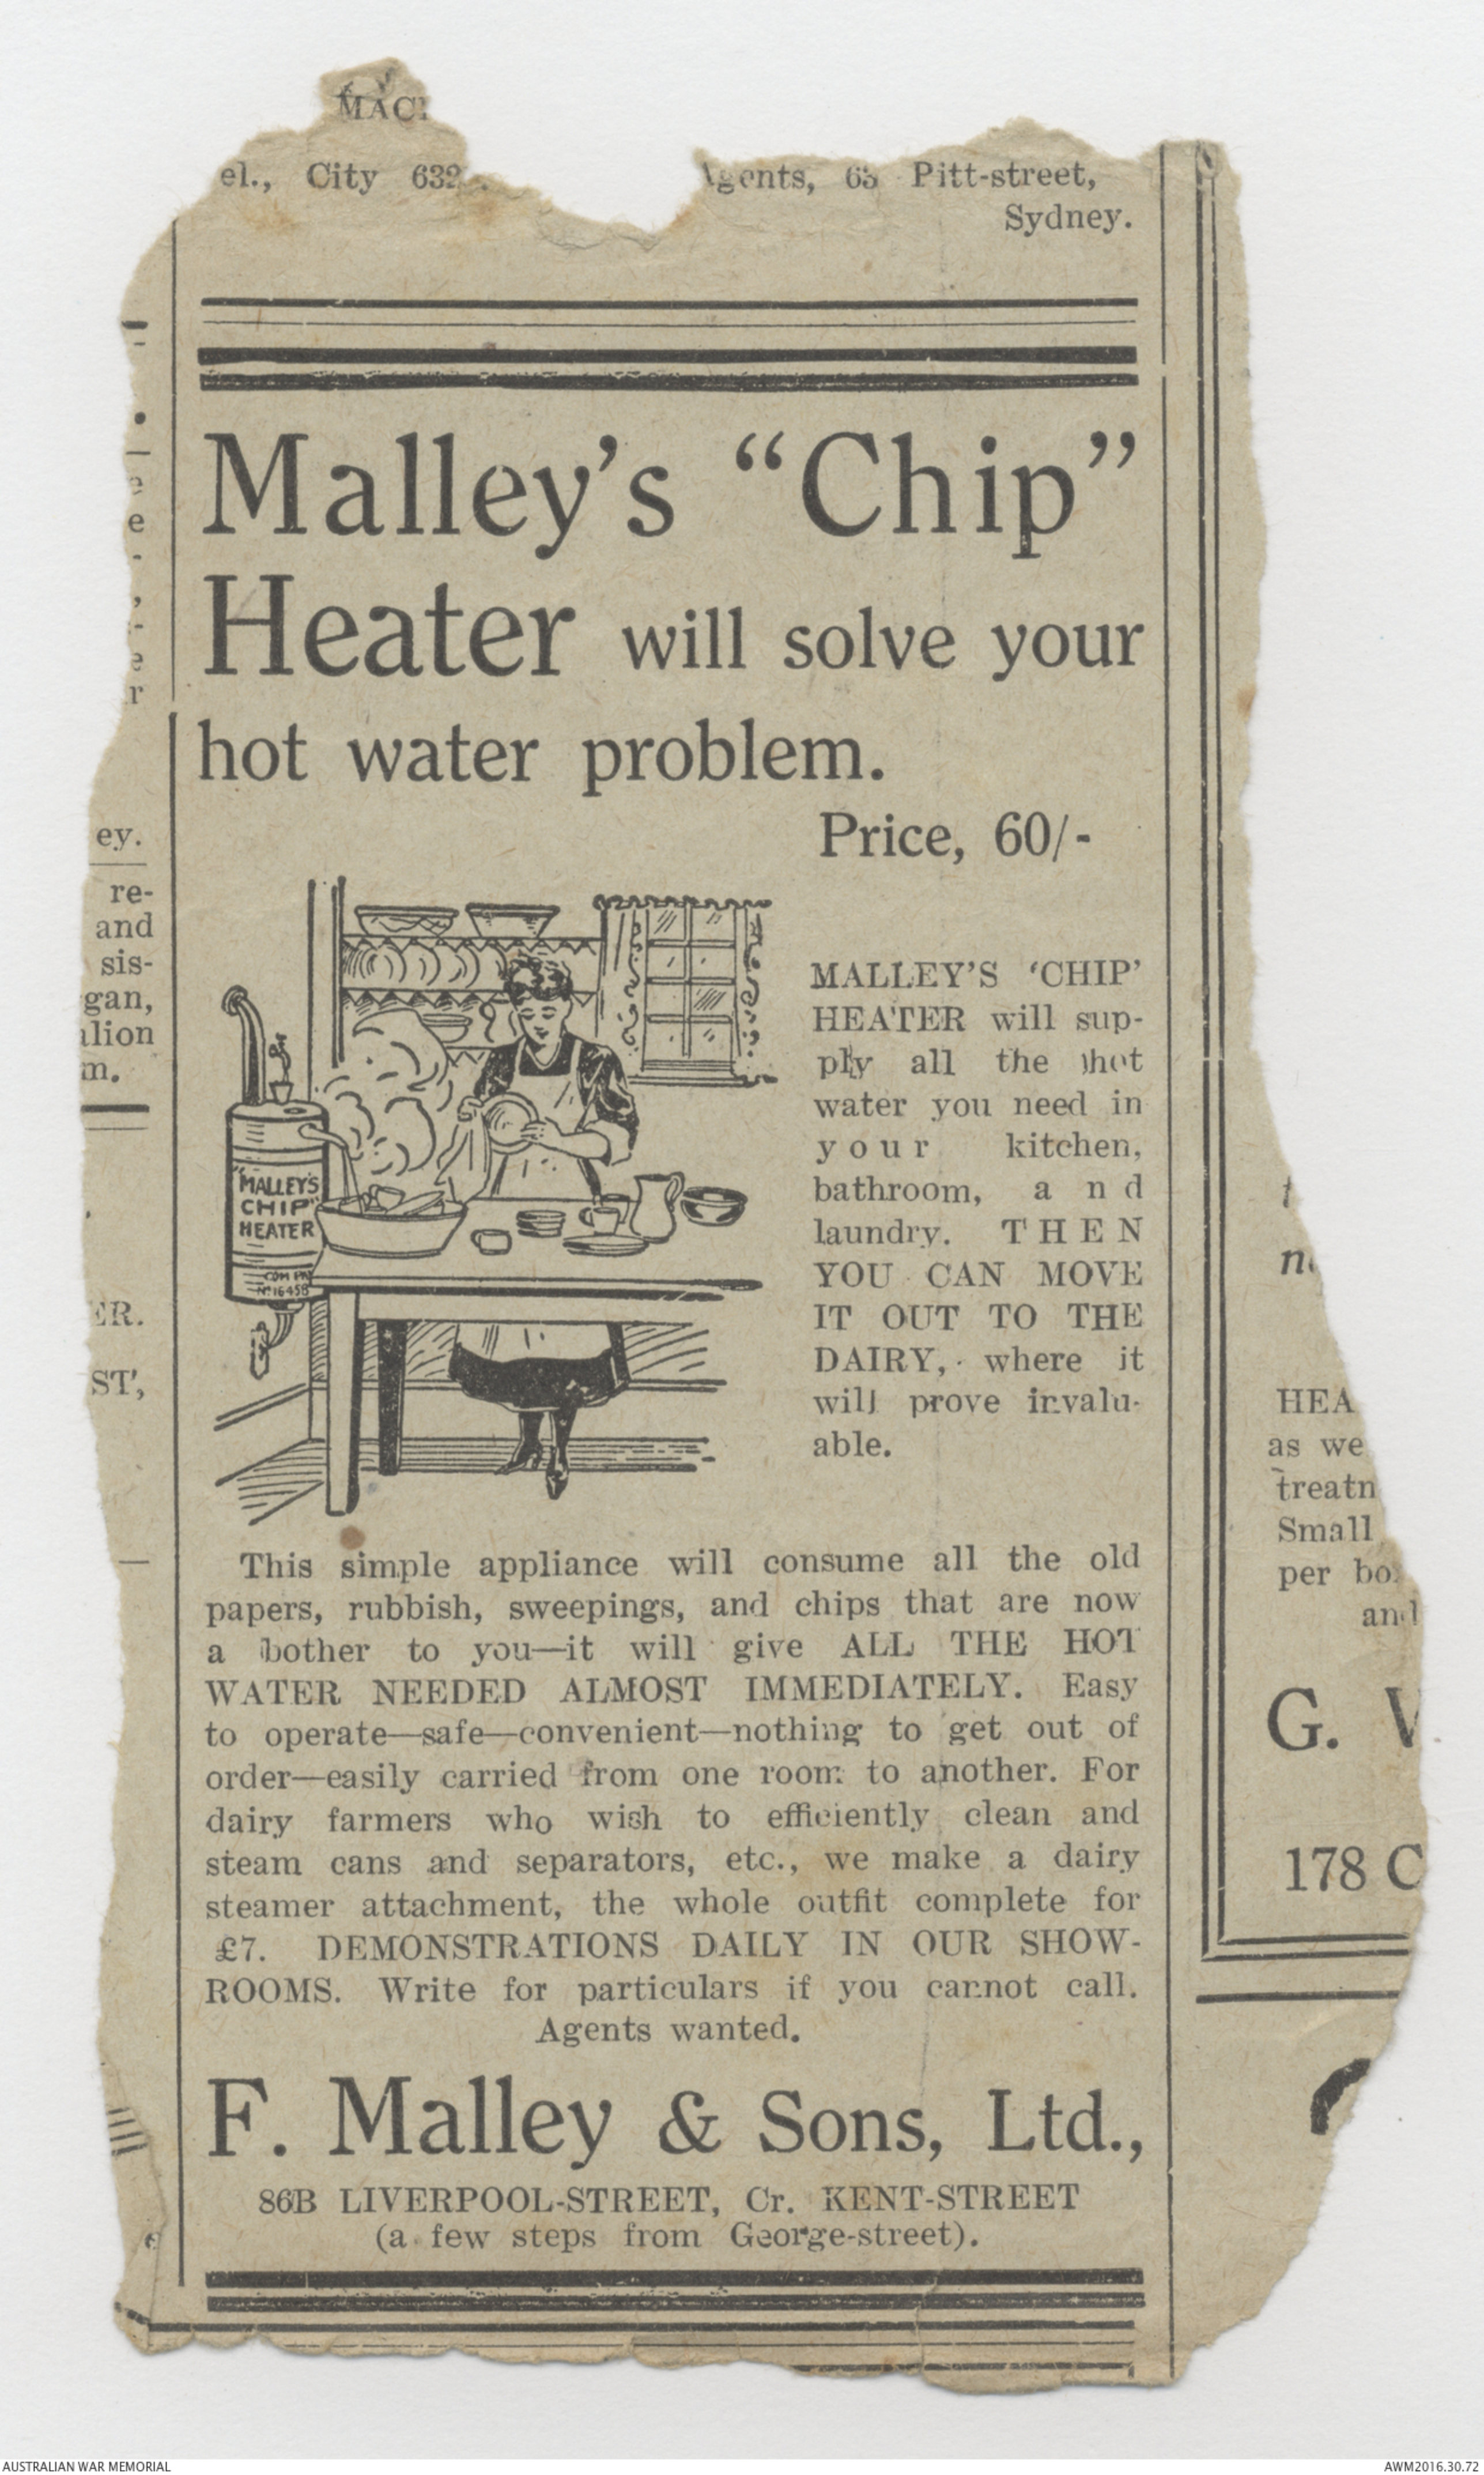 el., City
Agents, 65 Pitt-street,
Sydney.
Malley's "Chip"
Heater will solve your
hot water problem.
Price, 60/-
MALLEY'S
CHIP"
HEATER
MALLEY'S 'CHIP'
HEATER will sup-
ply all the hot
water you need in
your kitchen,
bathroom, and
laundry. THEN
YOU CAN MOVE
IT OUT TO THE
DAIRY, where it
will prove invalu-
able.
This simple appliance will consume all the old
papers, rubbish, sweepings, and chips that are now
a bother to you—it will give ALL THE HOT
WATER NEEDED ALMOST IMMEDIATELY. Easy
to operate—safe—convenient—nothing to get out of
order—easily carried from one room to another. For
dairy farmers who wish to efficiently clean and
steam cans and separators, etc., we make a dairy
steamer attachment, the whole outfit complete for
£7. DEMONSTRATIONS DAILY IN OUR SHOW-
ROOMS. Write for particulars if you cannot call.
Agents wanted.
F. Malley & Sons, Ltd.,
86B LIVERPOOL-STREET, Cr. KENT-STREET
(a few steps from George-street).
ey.
re-
and
sis-
gan,
alion
m.
ER.
ST',
HEA
as we
treatn
Small
per bo
and
G.
178 C
AUSTRALIAN WAR MEMORIAL
AWM2016.30.72